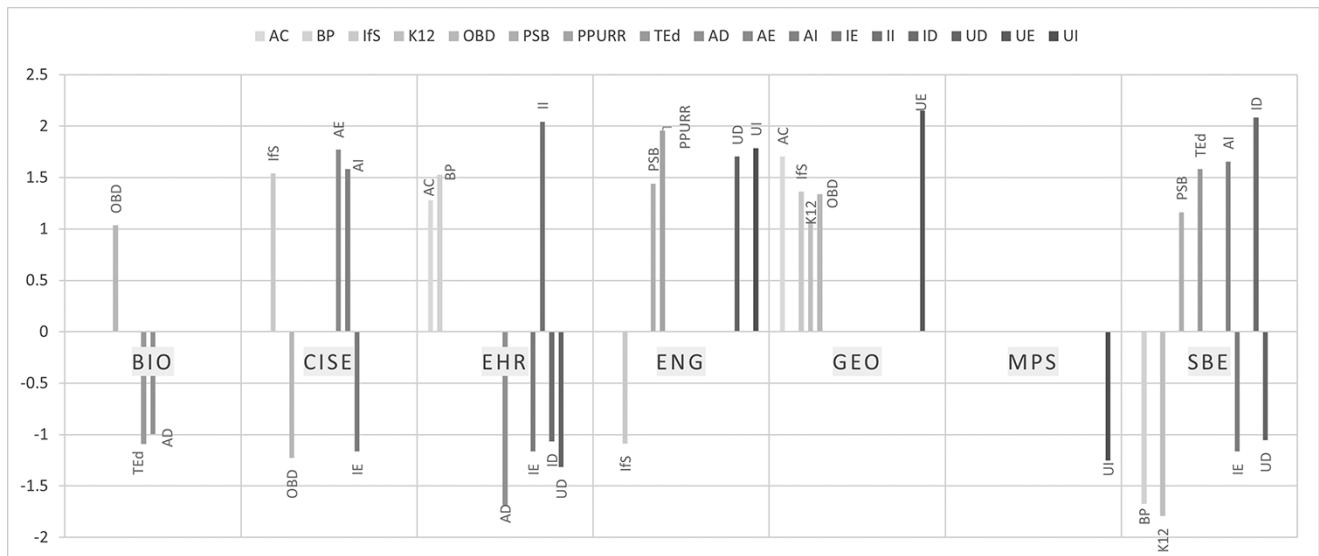 AC BP IfS K12 OBD PSB PPURR TEd AD AE AI IE II ID UD UE UI
2.5
2
1.5
1
0.5
0
-0.5
-1
-1.5
-2
OBD
TEd
AD
BIO
IfS
OBD
AE
AI
IE
CISE
AC
BP
AD
IE
II
ID
UD
EHR
IfS
PSB
PPURR
UD
UI
ENG
AC
IfS
K12
OBD
UE
GEO
UI
MPS
BP
K12
PSB
TEd
AI
IE
ID
UD
SBE